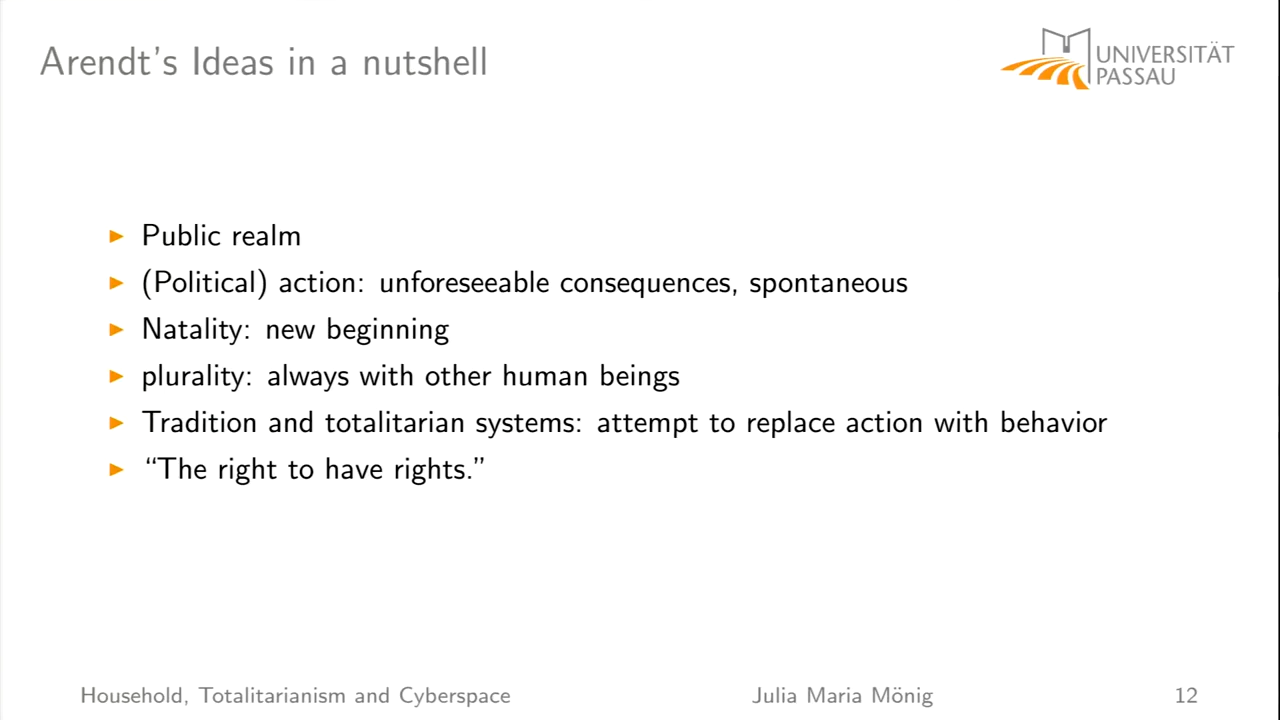 Arendt's Ideas in a nutshell
UNIVERSITÄT
PASSAU
Public realm
(Political) action: unforeseeable consequences, spontaneous
Natality: new beginning
plurality: always with other human beings
Tradition and totalitarian systems: attempt to replace action with behavior
“The right to have rights.”
Household, Totalitarianism and Cyberspace
Julia Maria Mönig
12